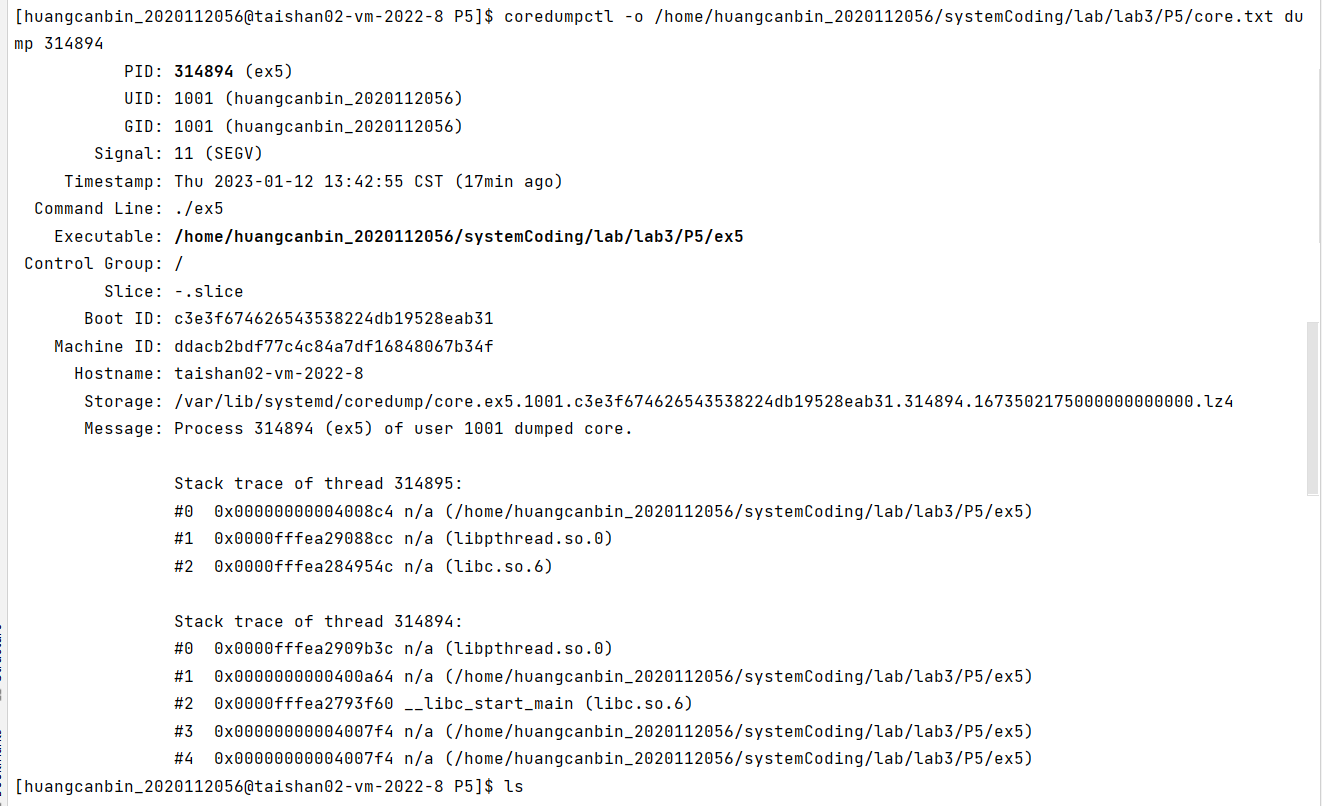 [huangcanbin_2020112056@taishan02-vm-2022-8 P5]$ coredumpctl -o /home/huangcanbin_2020112056/systemCoding/lab/lab3/P5/core.txt du
mp 314894
PID: 314894 (ex5)
UID: 1001 (huangcanbin_2020112056)
GID: 1001 (huangcanbin_2020112056)
Signal: 11 (SEGV)
Timestamp: Thu 2023-01-12 13:42:55 CST (17min ago)
Command Line: ./ex5
Executable: /home/huangcanbin_2020112056/systemCoding/lab/lab3/P5/ex5
Control Group: /
Slice: -.slice
Boot ID: c3e3f674626543538224db19528eab31
Machine ID: ddacb2bdf77c4c84a7df16848067b34f
Hostname: taishan02-vm-2022-8
Storage: /var/lib/systemd/coredump/core.ex5.1001.c3e3f674626543538224db19528eab31.314894.1673502175000000000000.lz4
Message: Process 314894 (ex5) of user 1001 dumped core.
Stack trace of thread 314895:
#0  0x00000000004008c4 n/a (/home/huangcanbin_2020112056/systemCoding/lab/lab3/P5/ex5)
#1  0x0000fffea29088cc n/a (libpthread.so.0)
#2  0x0000fffea284954c n/a (libc.so.6)
Stack trace of thread 314894:
#0  0x0000fffea2909b3c n/a (libpthread.so.0)
#1  0x0000000000400a64 n/a (/home/huangcanbin_2020112056/systemCoding/lab/lab3/P5/ex5)
#2  0x0000fffea2793f60 __libc_start_main (libc.so.6)
#3  0x00000000004007f4 n/a (/home/huangcanbin_2020112056/systemCoding/lab/lab3/P5/ex5)
#4  0x00000000004007f4 n/a (/home/huangcanbin_2020112056/systemCoding/lab/lab3/P5/ex5)
[huangcanbin_2020112056@taishan02-vm-2022-8 P5]$ ls